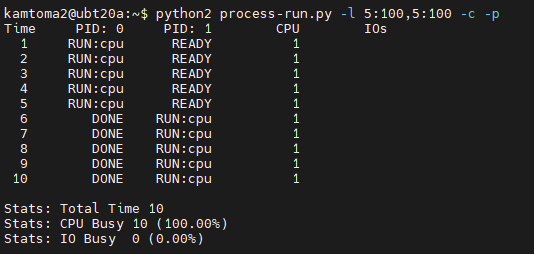 kamtoma2@ubt20a:~$ python2 process-run.py -l 5:100,5:100 -c -p
Time     PID: 0     PID: 1        CPU        IOs
  1     RUN:cpu      READY          1
  2     RUN:cpu      READY          1
  3     RUN:cpu      READY          1
  4     RUN:cpu      READY          1
  5     RUN:cpu      READY          1
  6        DONE    RUN:cpu          1
  7        DONE    RUN:cpu          1
  8        DONE    RUN:cpu          1
  9        DONE    RUN:cpu          1
 10        DONE    RUN:cpu          1
Stats: Total Time 10
Stats: CPU Busy 10 (100.00%)
Stats: IO Busy  0 (0.00%)